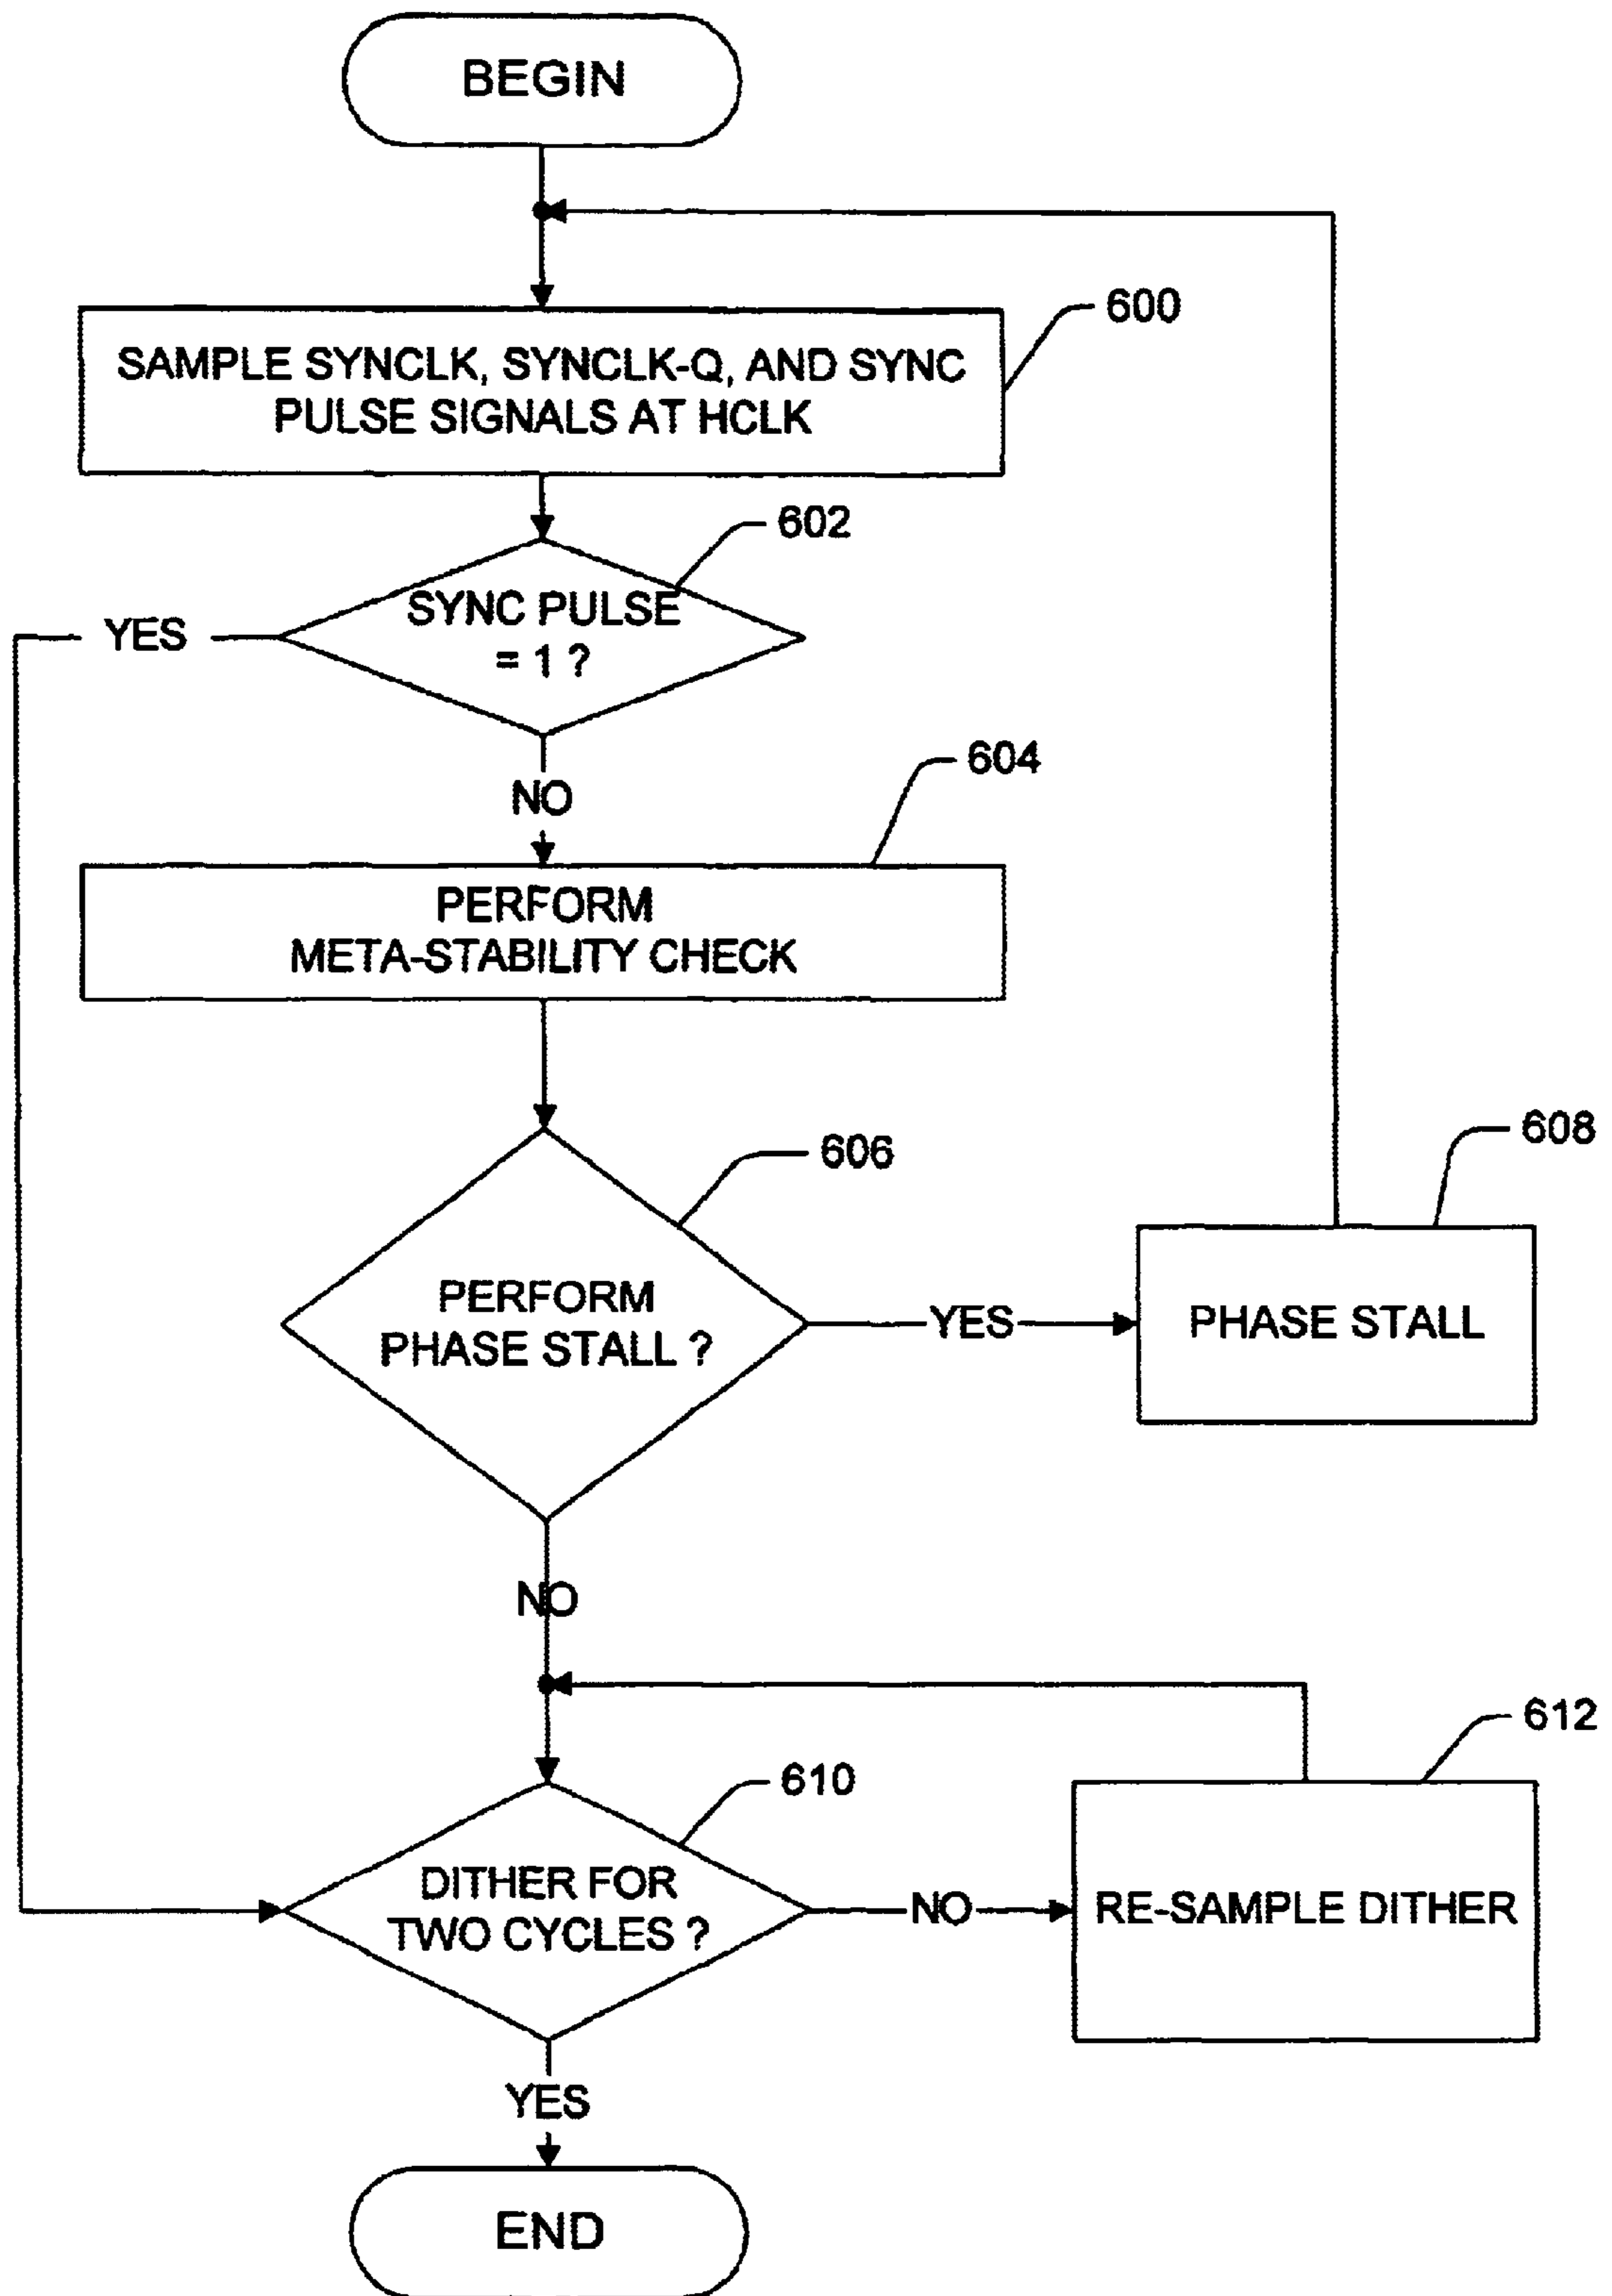 BEGIN
600
SAMPLE SYNCLK, SYNCLK-Q, AND SYNC
PULSE SIGNALS AT HCLK
602
SYNC PULSE
= 1 ?
YES
NO
604
PERFORM
META-STABILITY CHECK
606
608
PERFORM
PHASE STALL ?
YES
PHASE STALL
NO
612
610
DITHER FOR
TWO CYCLES ?
NO
RE-SAMPLE DITHER
YES
END